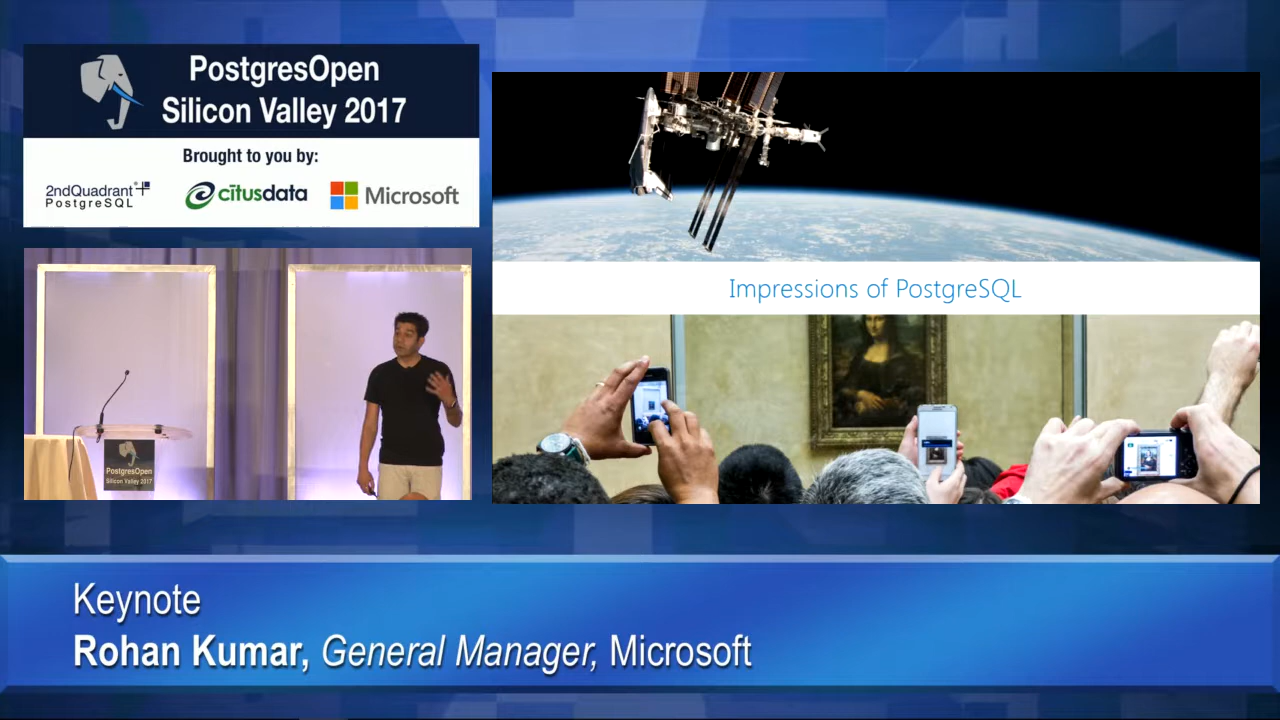 PostgresOpen
Silicon Valley 2017
Brought to you by:
2ndQuadrant®
PostgreSQL
citusdata
Microsoft
Impressions of PostgreSQL
PostgresOpen
Silicon Valley 2017
Keynote
Rohan Kumar, General Manager, Microsoft